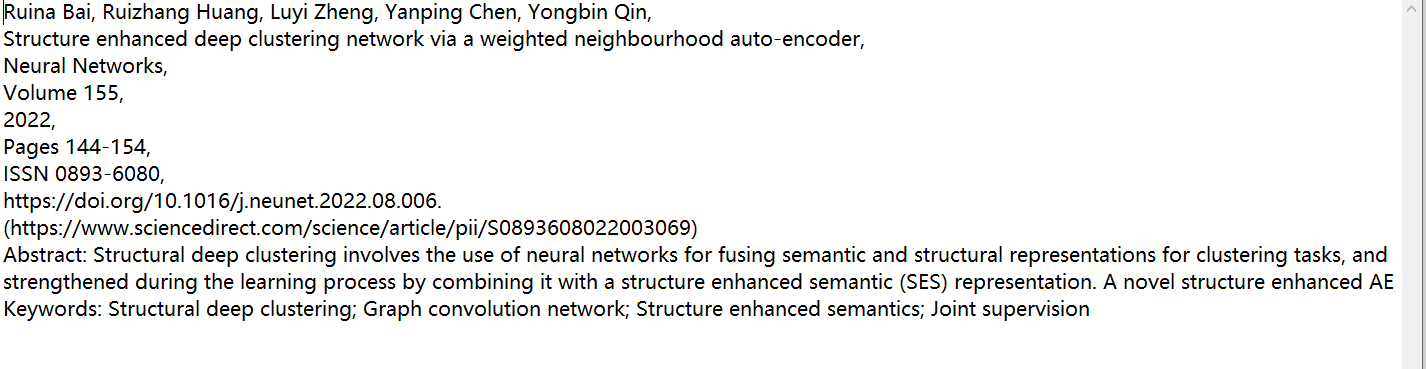 Ruina Bai, Ruizhang Huang, Luyi Zheng, Yanping Chen, Yongbin Qin,
Structure enhanced deep clustering network via a weighted neighbourhood auto-encoder,
Neural Networks,
Volume 155,
2022,
Pages 144-154,
ISSN 0893-6080,
https://doi.org/10.1016/j.neunet.2022.08.006.
(https://www.sciencedirect.com/science/article/pii/S0893608022003069)
Abstract: Structural deep clustering involves the use of neural networks for fusing semantic and structural representations for clustering tasks, and
strengthened during the learning process by combining it with a structure enhanced semantic (SES) representation. A novel structure enhanced AE
Keywords: Structural deep clustering; Graph convolution network; Structure enhanced semantics; Joint supervision